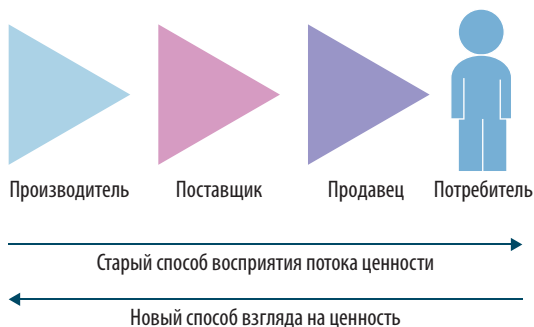 Производитель Поставщик Продавец Потребитель
Старый способ восприятия потока ценности
Новый способ взгляда на ценность